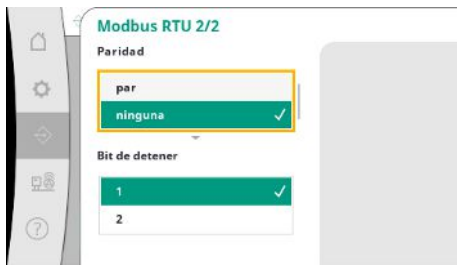 Modbus RTU 2/2
Paridad
par
ninguna
Bit de detener
1
2